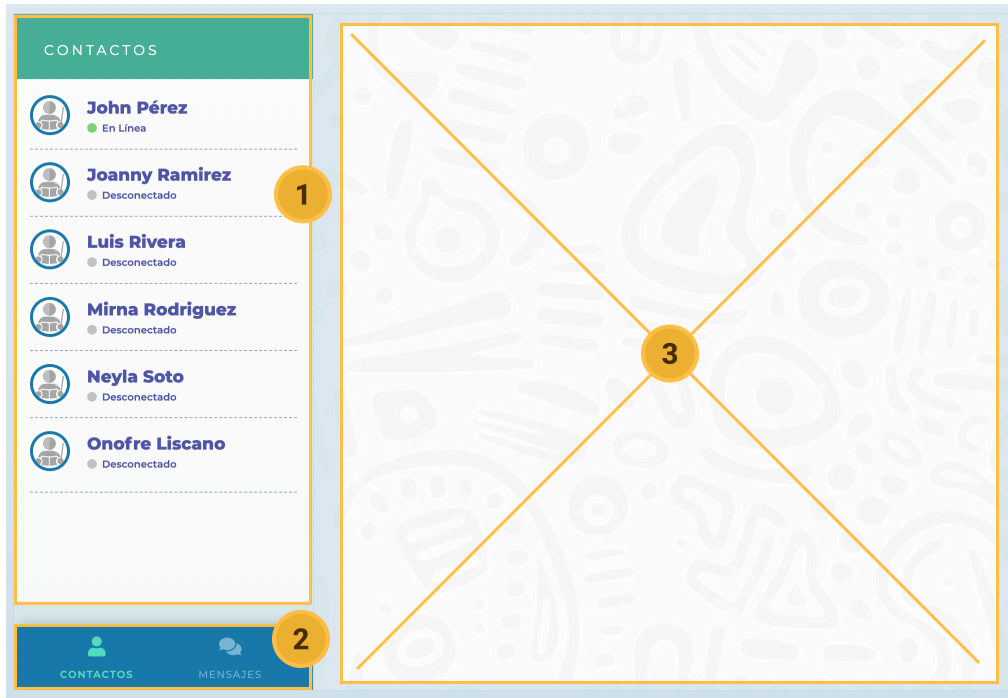 CONTACTOS
John Pérez
En Línea
Joanny Ramirez
Desconectado
1
Luis Rivera
Desconectado
Mirna Rodriguez
Desconectado
3
Neyla Soto
Desconectado
Onofre Liscano
Desconectado
2
CONTACTOS
MENSAJES